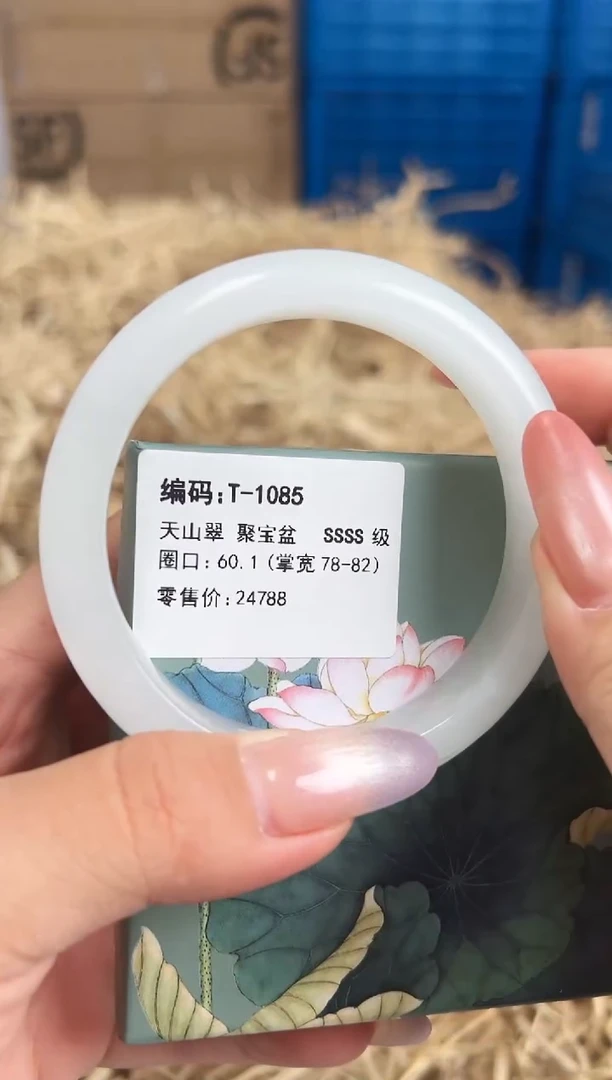 编码:T-1085
天山翠 聚宝盆 SSSS 级
圈口: 60.1 (掌宽 78-82)
零售价:24788